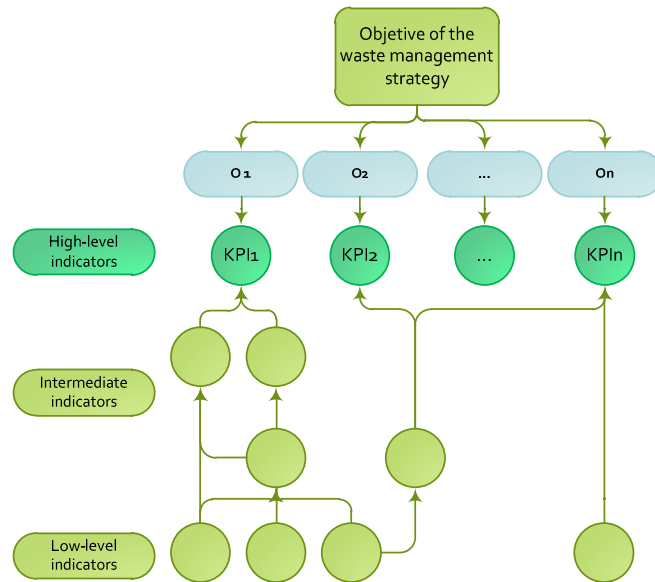 Objetive of the
waste management
strategy
O1
O2
...
On
High-level
indicators
KPI1
KPI2
...
KPIn
Intermediate
indicators
Low-level
indicators